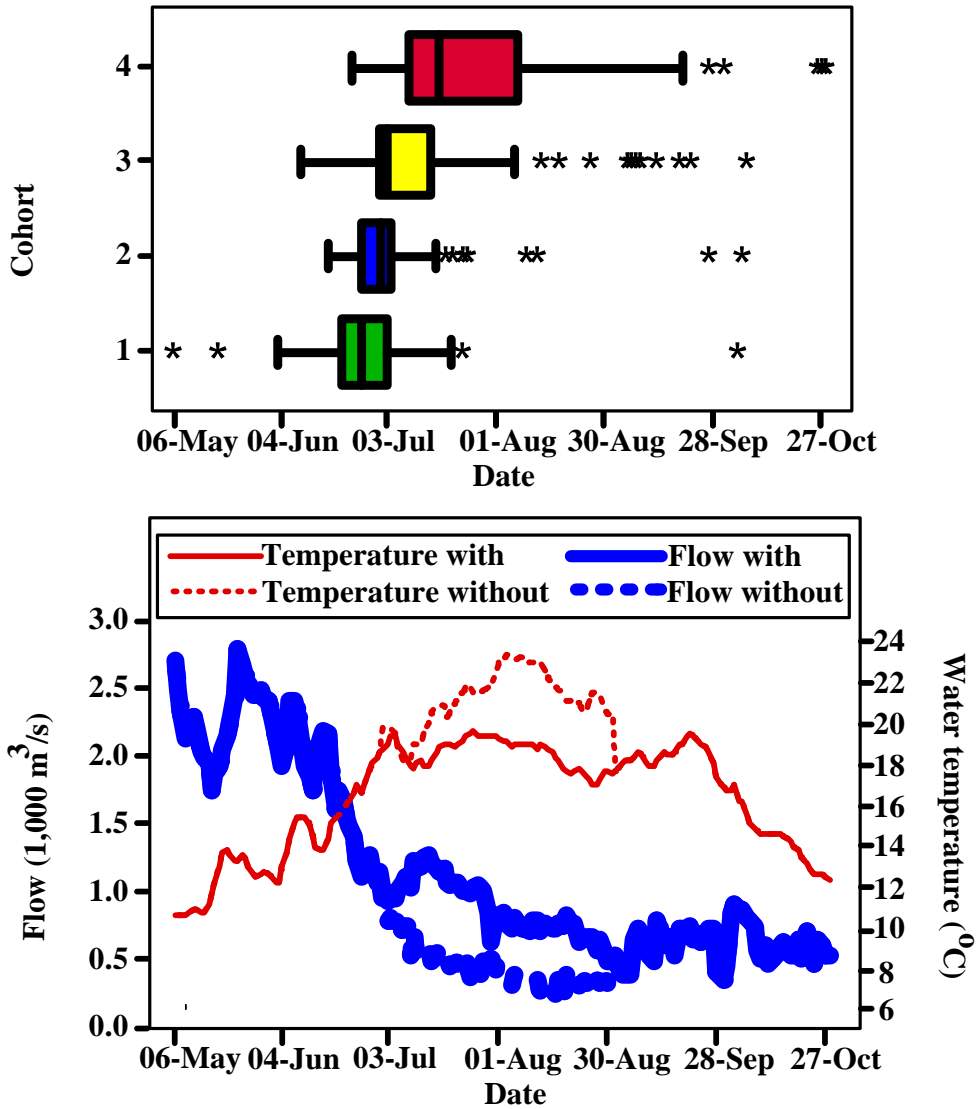 Cohort
4
3
2
1
06-May 04-Jun 03-Jul 01-Aug 30-Aug 28-Sep 27-Oct
Date
Temperature with Flow with
Temperature without Flow without
Flow (1,000 m³/s)
3.0
2.5
2.0
1.5
1.0
0.5
0.0
24
22
20
18
16
14
12
10
8
6
Water temperature (⁰C)
06-May 04-Jun 03-Jul 01-Aug 30-Aug 28-Sep 27-Oct
Date